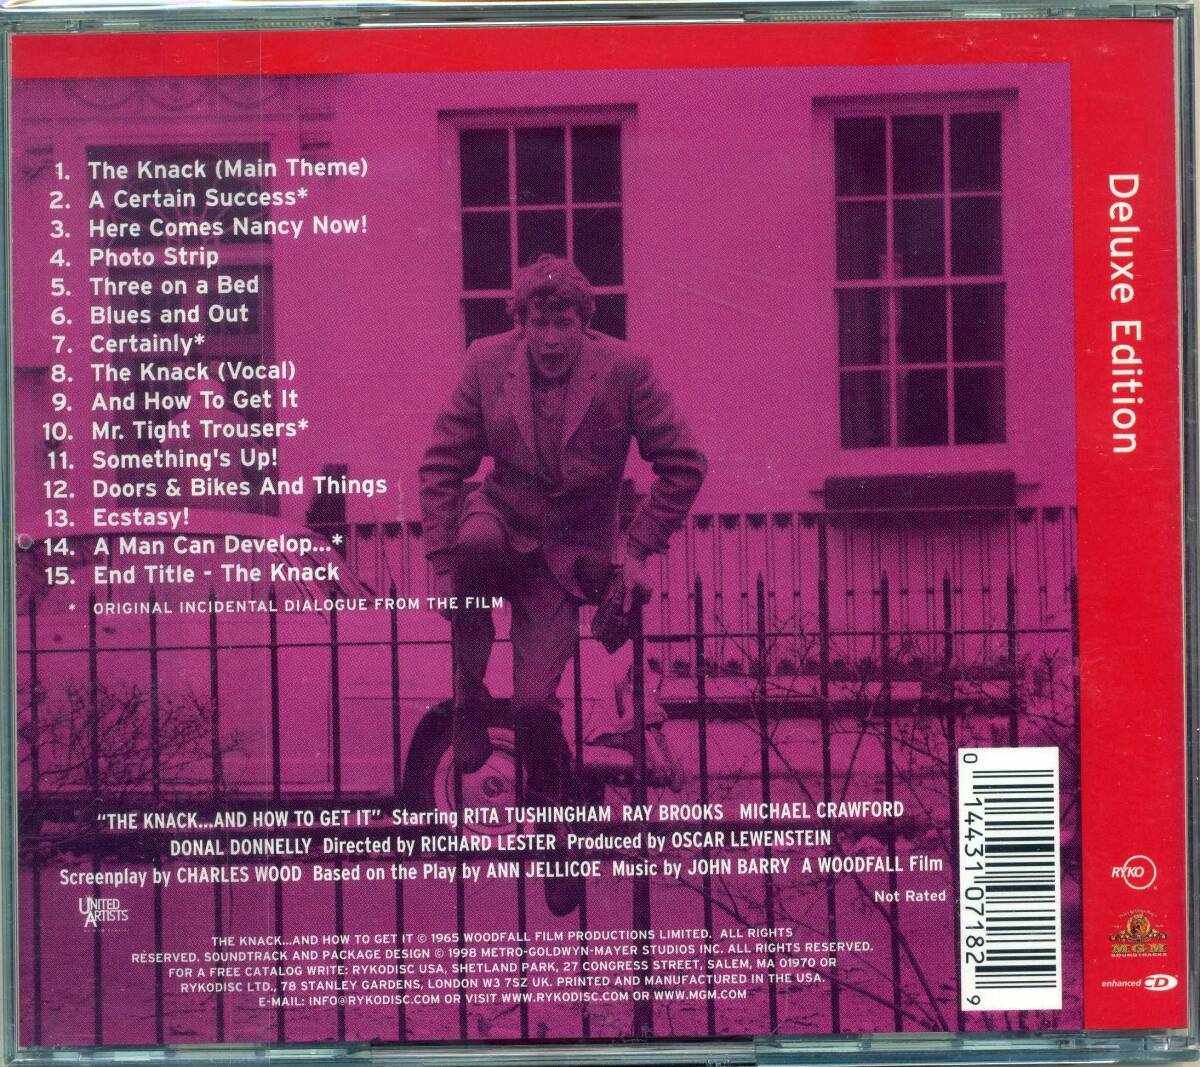 1. The Knack (Main Theme)
2. A Certain Success*
3. Here Comes Nancy Now!
4. Photo Strip
5. Three on a Bed
6. Blues and Out
7. Certainly*
8. The Knack (Vocal)
9. And How To Get It
10. Mr. Tight Trousers*
11. Something's Up!
12. Doors & Bikes And Things
13. Ecstasy!
14. A Man Can Develop...*
15. End Title - The Knack
* ORIGINAL INCIDENTAL DIALOGUE FROM THE FILM
Deluxe Edition
"THE KNACK...AND HOW TO GET IT" Starring RITA TUSHINGHAM RAY BROOKS MICHAEL CRAWFORD
DONAL DONNELLY Directed by RICHARD LESTER Produced by OSCAR LEWENSTEIN
Screenplay by CHARLES WOOD Based on the Play by ANN JELLICOE Music by JOHN BARRY A WOODFALL Film
Not Rated
UNITED
ARTISTS
THE KNACK...AND HOW TO GET IT © 1965 WOODFALL FILM PRODUCTIONS LIMITED. ALL RIGHTS
RESERVED. SOUNDTRACK AND PACKAGE DESIGN © 1998 METRO-GOLDWYN-MAYER STUDIOS INC. ALL RIGHTS RESERVED.
FOR A FREE CATALOG WRITE: RYKODISC USA, SHETLAND PARK, 27 CONGRESS STREET, SALEM, MA 01970 OR
RYKODISC LTD., 78 STANLEY GARDENS, LONDON W3 7SZ UK. PRINTED AND MANUFACTURED IN THE USA.
E-MAIL: INFO@RYKODISC.COM OR VISIT WWW.RYKODISC.COM OR WWW.MGM.COM
0 14431 07182 9
RYKO
MGM
SOUNDTRACKS
enhanced CD